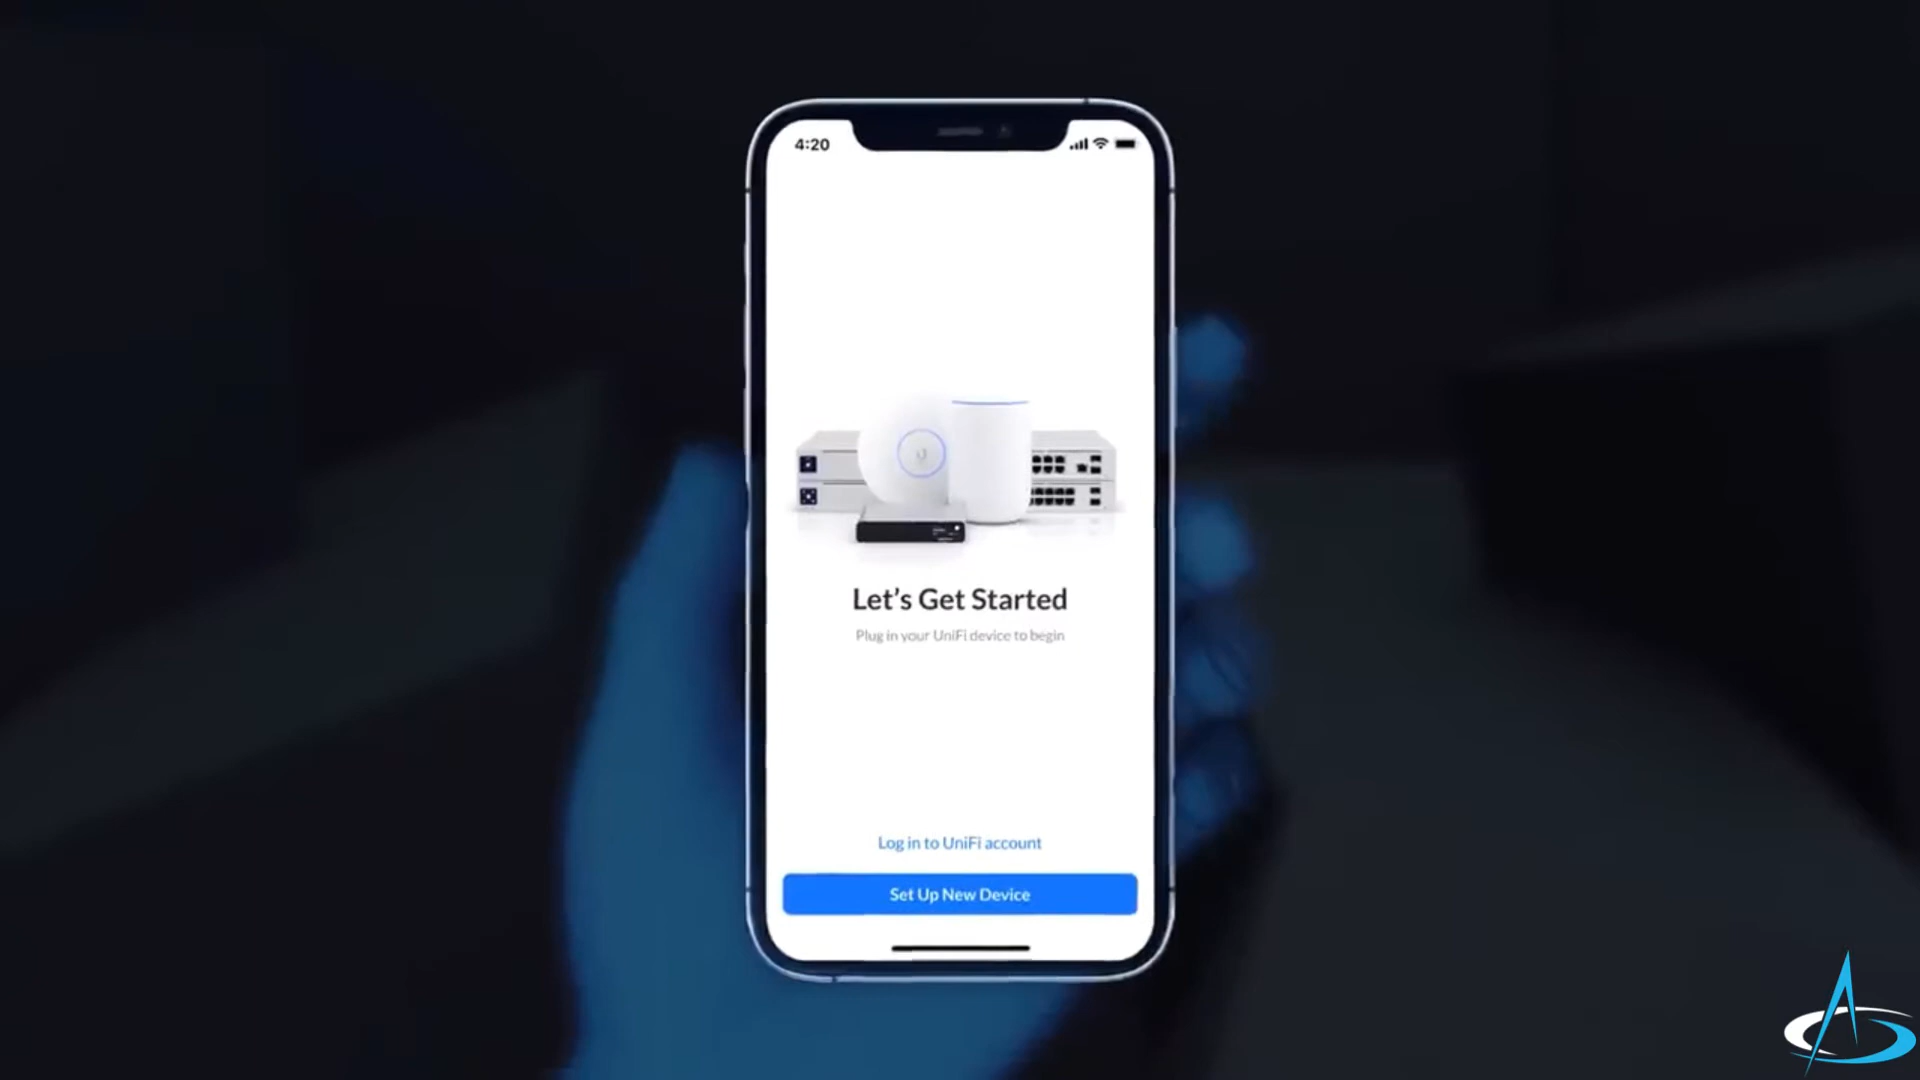 4:20
Let's Get Started
Plug in your UniFi device to begin
Log in to UniFi account
Set Up New Device